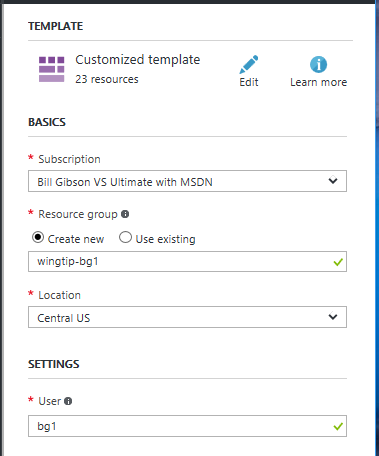 TEMPLATE
Customized template
23 resources
Edit
Learn more
BASICS
* Subscription
Bill Gibson VS Ultimate with MSDN
* Resource group
Create new
Use existing
wingtip-bg1
* Location
Central US
SETTINGS
* User
bg1